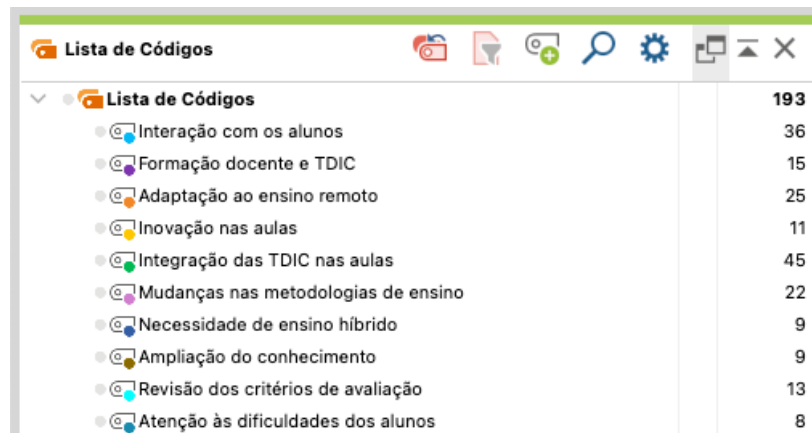 Lista de Códigos
Lista de Códigos 193
Interação com os alunos 36
Formação docente e TDIC 15
Adaptação ao ensino remoto 25
Inovação nas aulas 11
Integração das TDIC nas aulas 45
Mudanças nas metodologias de ensino 22
Necessidade de ensino híbrido 9
Ampliação do conhecimento 9
Revisão dos critérios de avaliação 13
Atenção às dificuldades dos alunos 8